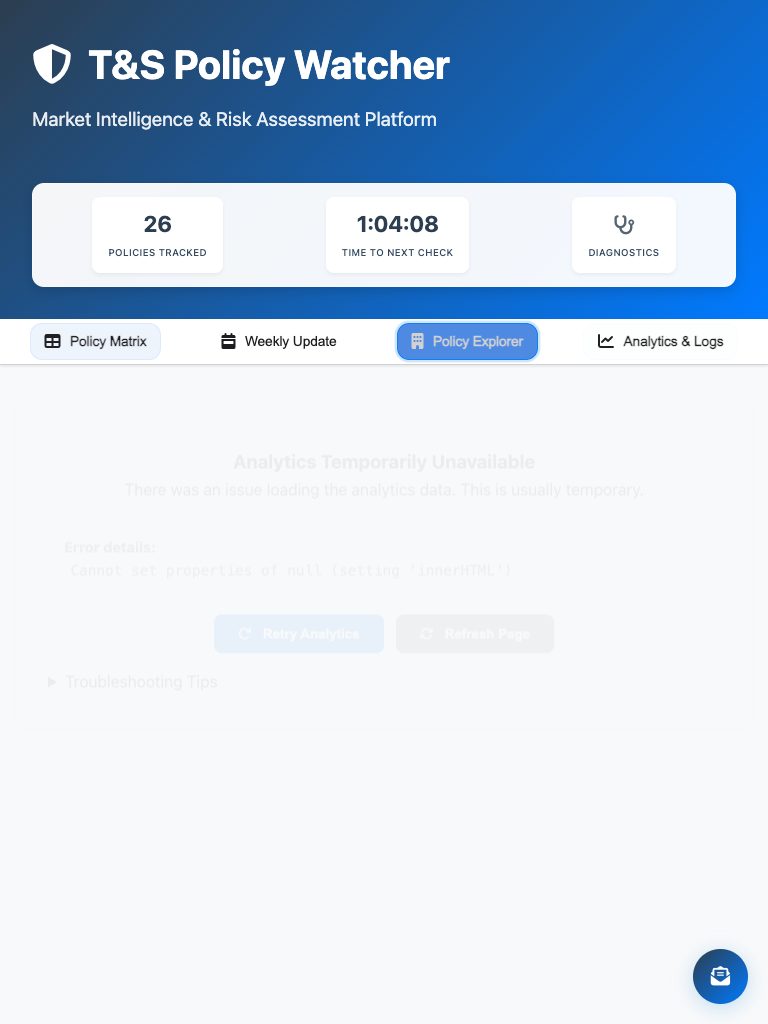 T&S Policy Watcher
Market Intelligence & Risk Assessment Platform
26
POLICIES TRACKED
1:04:08
TIME TO NEXT CHECK
DIAGNOSTICS
Policy Matrix
Weekly Update
Policy Explorer
Analytics & Logs
Analytics Temporarily Unavailable
There was an issue loading the analytics data. This is usually temporary.
Error details:
Cannot set properties of null (setting 'innerHTML')
Retry Analytics
Refresh Page
Troubleshooting Tips